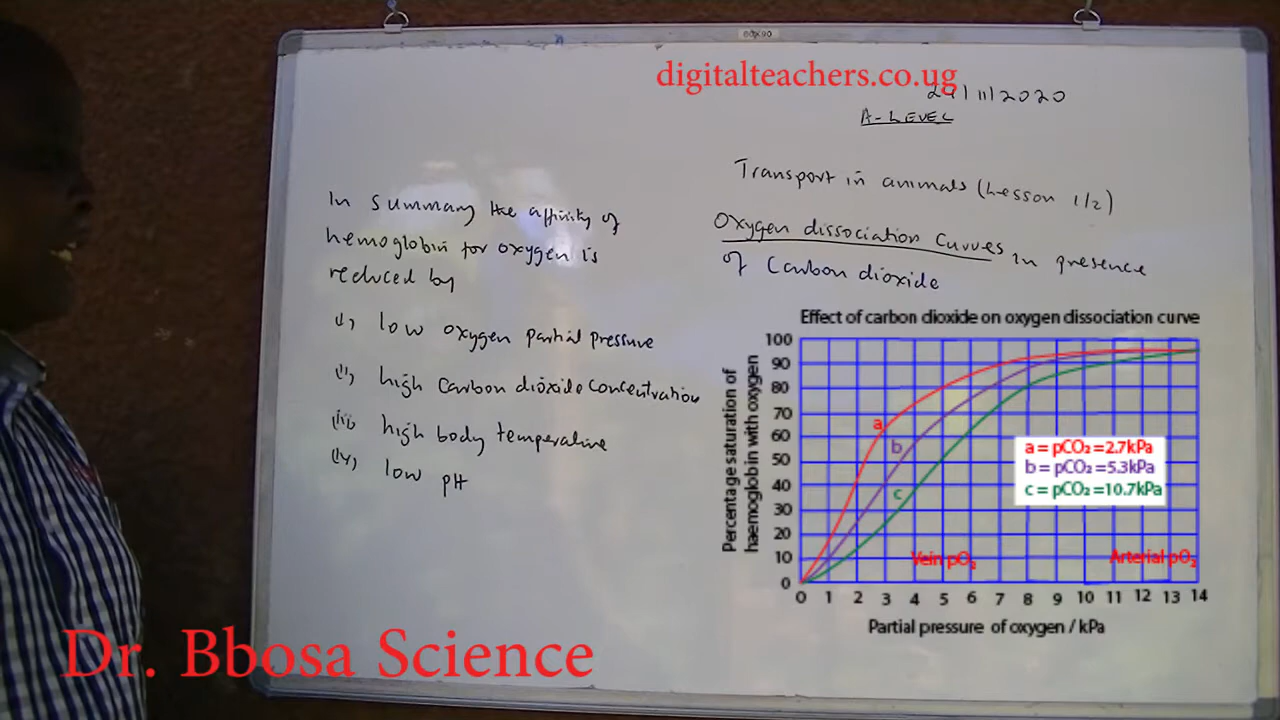 60x90
digitalteachers.co.ug
24/11/2020
A-LEVEL
Transport in animals (Lesson 1/2)
Oxygen dissociation Curves in presence
of Carbon dioxide
In summary the affinity of
hemoglobin for oxygen is
reduced by
(i), low oxygen partial pressure
(ii), high Carbon dioxide concentration
(iii), high body temperature
(iv), low pH
Effect of carbon dioxide on oxygen dissociation curve
Percentage saturation of
haemoglobin with oxygen
100
90
80
70
60
50
40
30
20
10
0
a
b
c
a = pCO₂ =2.7kPa
b = pCO₂ =5.3kPa
c = pCO₂ =10.7kPa
Vein pO₂
Arterial pO₂
0 1 2 3 4 5 6 7 8 9 10 11 12 13 14
Partial pressure of oxygen / kPa
Dr. Bbosa Science